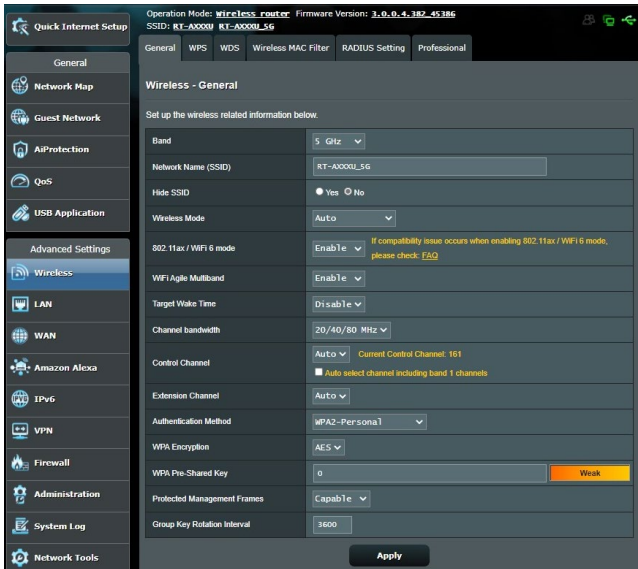 Quick Internet Setup
General
Network Map
Guest Network
AiProtection
QoS
USB Application
Advanced Settings
Wireless
LAN
WAN
Amazon Alexa
IPv6
VPN
Firewall
Administration
System Log
Network Tools
Operation Mode: Wireless router Firmware Version: 3.0.0.4.382_45386
SSID: RT-AXXXU RT-AXXXU_5G
General WPS WDS Wireless MAC Filter RADIUS Setting Professional
Wireless - General
Set up the wireless related information below.
Band 5 GHz
Network Name (SSID) RT-AXXXU_5G
Hide SSID Yes No
Wireless Mode Auto
802.11ax / WiFi 6 mode Enable If compatibility issue occurs when enabling 802.11ax / WiFi 6 mode,
please check: FAQ
WiFi Agile Multiband Enable
Target Wake Time Disable
Channel bandwidth 20/40/80 MHz
Control Channel Auto Current Control Channel: 161
Auto select channel including band 1 channels
Extension Channel Auto
Authentication Method WPA2-Personal
WPA Encryption AES
WPA Pre-Shared Key 0 Weak
Protected Management Frames Capable
Group Key Rotation Interval 3600
Apply